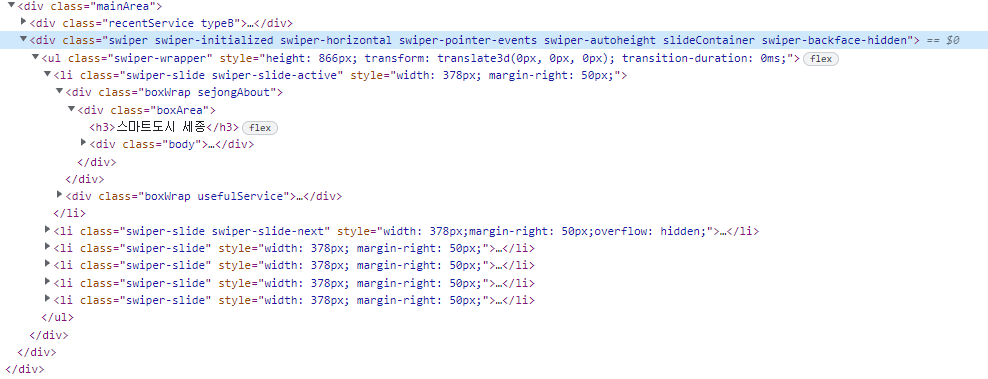 ▼<div class="mainArea">
▶<div class="recentService typeB">…</div>
▼<div class="swiper swiper-initialized swiper-horizontal swiper-pointer-events swiper-autoheight slideContainer swiper-backface-hidden"> == $0
▼<ul class="swiper-wrapper" style="height: 866px; transform: translate3d(0px, 0px, 0px); transition-duration: 0ms;"> flex
▼<li class="swiper-slide swiper-slide-active" style="width: 378px; margin-right: 50px;">
▼<div class="boxWrap sejongAbout">
▼<div class="boxArea">
<h3>스마트도시 세종</h3> flex
▶<div class="body">…</div>
</div>
</div>
▶<div class="boxWrap usefulService">…</div>
</li>
▶<li class="swiper-slide swiper-slide-next" style="width: 378px;margin-right: 50px;overflow: hidden;">…</li>
▶<li class="swiper-slide" style="width: 378px; margin-right: 50px;">…</li>
▶<li class="swiper-slide" style="width: 378px; margin-right: 50px;">…</li>
▶<li class="swiper-slide" style="width: 378px; margin-right: 50px;">…</li>
▶<li class="swiper-slide" style="width: 378px; margin-right: 50px;">…</li>
</ul>
</div>
</div>
</div>